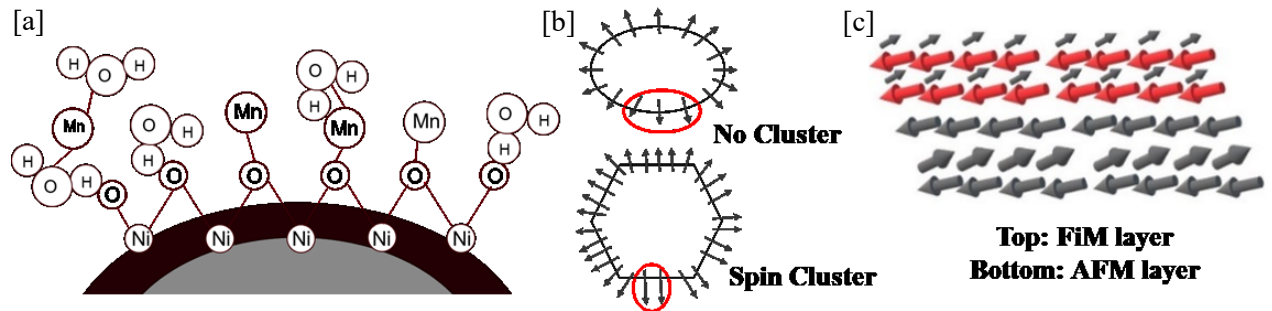 [a]
[b]
[c]
H
O
H
Mn
H
O
H
O
O
H
H
Mn
O
O
H
H
Mn
O
Mn
O
O
H
H
O
Ni
Ni
Ni
Ni
Ni
No Cluster
Spin Cluster
Top: FiM layer
Bottom: AFM layer